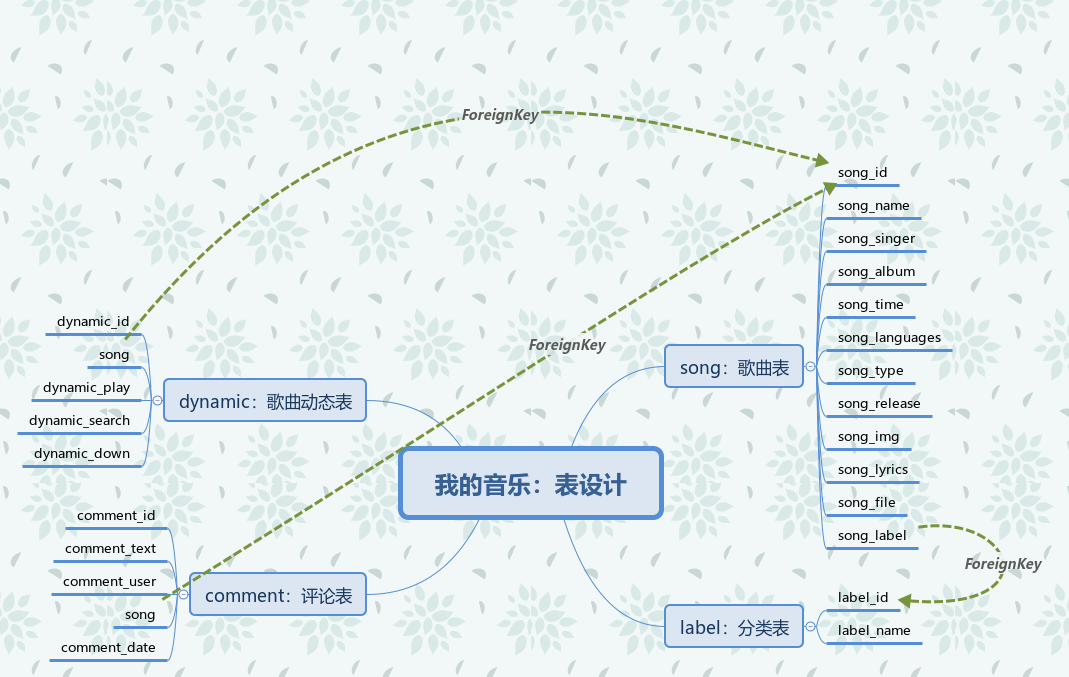 ForeignKey
song_id
song_name
song_singer
song_album
song_time
song_languages
song_type
song_release
song_img
song_lyrics
song_file
song_label
song：歌曲表
ForeignKey
dynamic_id
song
dynamic_play
dynamic_search
dynamic_down
dynamic：歌曲动态表
我的音乐：表设计
comment_id
comment_text
comment_user
song
comment_date
comment：评论表
ForeignKey
label_id
label_name
label：分类表